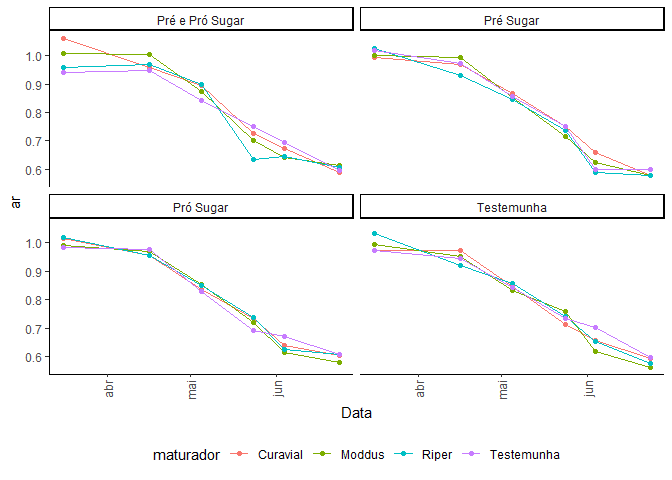 Pré e Pró Sugar Pré Sugar
1.0
0.9
0.8
0.7
0.6
ar
Pró Sugar Testemunha
1.0
0.9
0.8
0.7
0.6
abr mai jun abr mai jun
Data
maturador Curavial Moddus Riper Testemunha